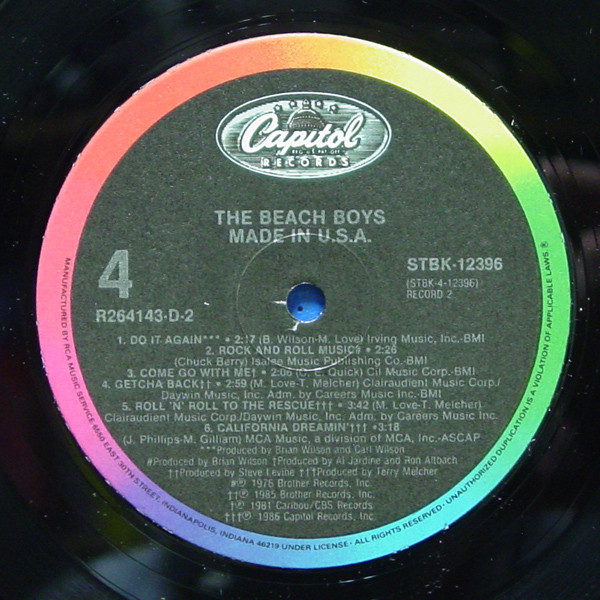 Capitol
RECORDS
THE BEACH BOYS
MADE IN U.S.A.
4
STBK-12396
(STBK-4-12396)
RECORD 2
R264143-D-2
1. DO IT AGAIN*** • 2:17 (B. Wilson-M. Love) Irving Music, Inc.-BMI
2. ROCK AND ROLL MUSIC# • 2:26
(Chuck Berry) Isalee Music Publishing Co.-BMI
3. COME GO WITH ME† • 2:06 (C.E. Quick) Gil Music Corp.-BMI
4. GETCHA BACK†† • 2:59 (M. Love-T. Melcher) Clairaudient Music Corp./
Daywin Music, Inc. Adm. by Careers Music Inc.-BMI
5. ROLL 'N' ROLL TO THE RESCUE††† • 3:42 (M. Love-T. Melcher)
Clairaudient Music Corp./Daywin Music, Inc. Adm. by Careers Music Inc.
6. CALIFORNIA DREAMIN'††† •3:18
(J. Phillips-M. Gilliam) MCA Music, a division of MCA, Inc.-ASCAP
***Produced by Brian Wilson and Carl Wilson
#Produced by Brian Wilson †Produced by Al Jardine and Ron Altbach
††Produced by Steve Levine †††Produced by Terry Melcher
#℗ 1976 Brother Records, Inc.
††℗ 1985 Brother Records, Inc.
†℗ 1981 Caribou/CBS Records
†††℗ 1986 Capitol Records, Inc.
MANUFACTURED BY RCA MUSIC SERVICE 6550 EAST 30TH STREET, INDIANAPOLIS, INDIANA 46219 UNDER LICENSE - ALL RIGHTS RESERVED - UNAUTHORIZED DUPLICATION IS A VIOLATION OF APPLICABLE LAWS ®